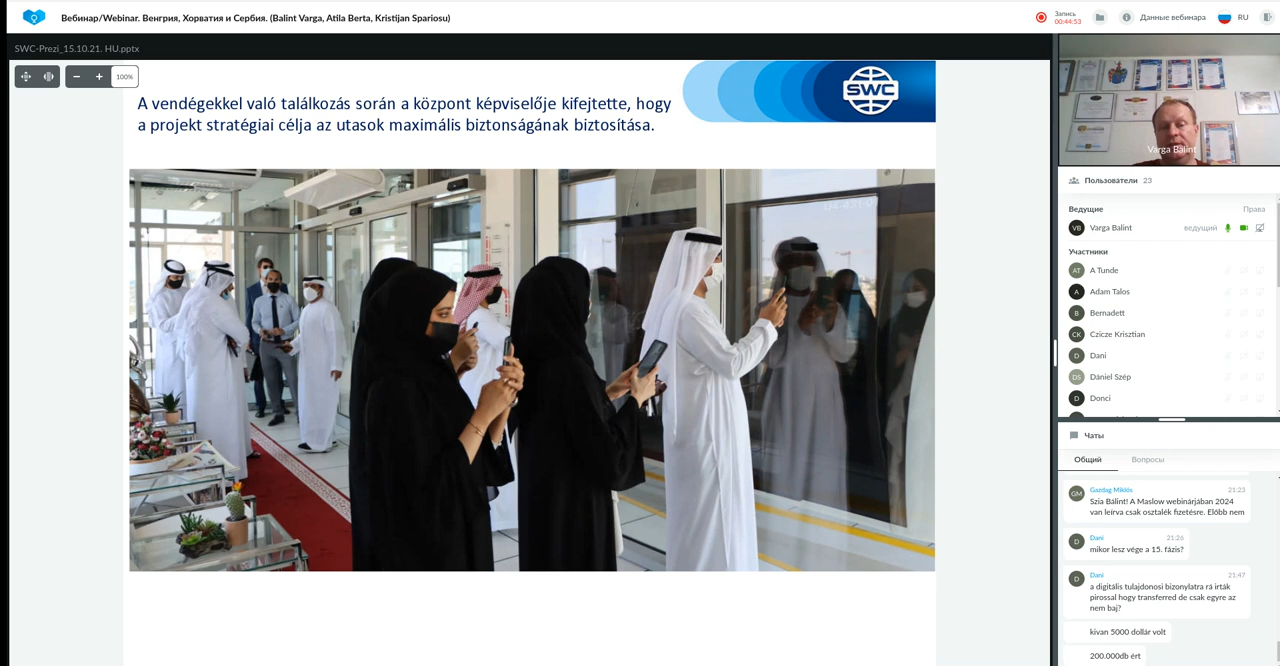 Вебинар/Webinar. Венгрия, Хорватия и Сербия. (Balint Varga, Atila Berta, Kristijan Spariosu)
Запись
00:44:53
Данные вебинара
RU
SWC-Prezi_15.10.21. HU.pptx
100%
A vendégekkel való találkozás során a központ képviselője kifejtette, hogy
a projekt stratégiai célja az utasok maximális biztonságának biztosítása.
SWC
Varga Balint
Пользователи 23
Ведущие Права
VB Varga Balint ведущий
Участники
AT A Tunde
A Adam Talos
B Bernadett
CK Czicze Krisztian
D Dani
DS Dániel Szép
D Donci
Чаты
Общий Вопросы
GM Gazdag Miklós 21:23
Szia Bálint! A Maslow webinárjában 2024
van leírva csak osztalék fizetésre. Előbb nem
D Dani 21:26
mikor lesz vége a 15. fázis?
D Dani 21:47
a digitális tulajdonosi bizonylatra rá irták
pirossal hogy transferred de csak egyre az
nem baj?
kivan 5000 dollár volt
200.000db ért